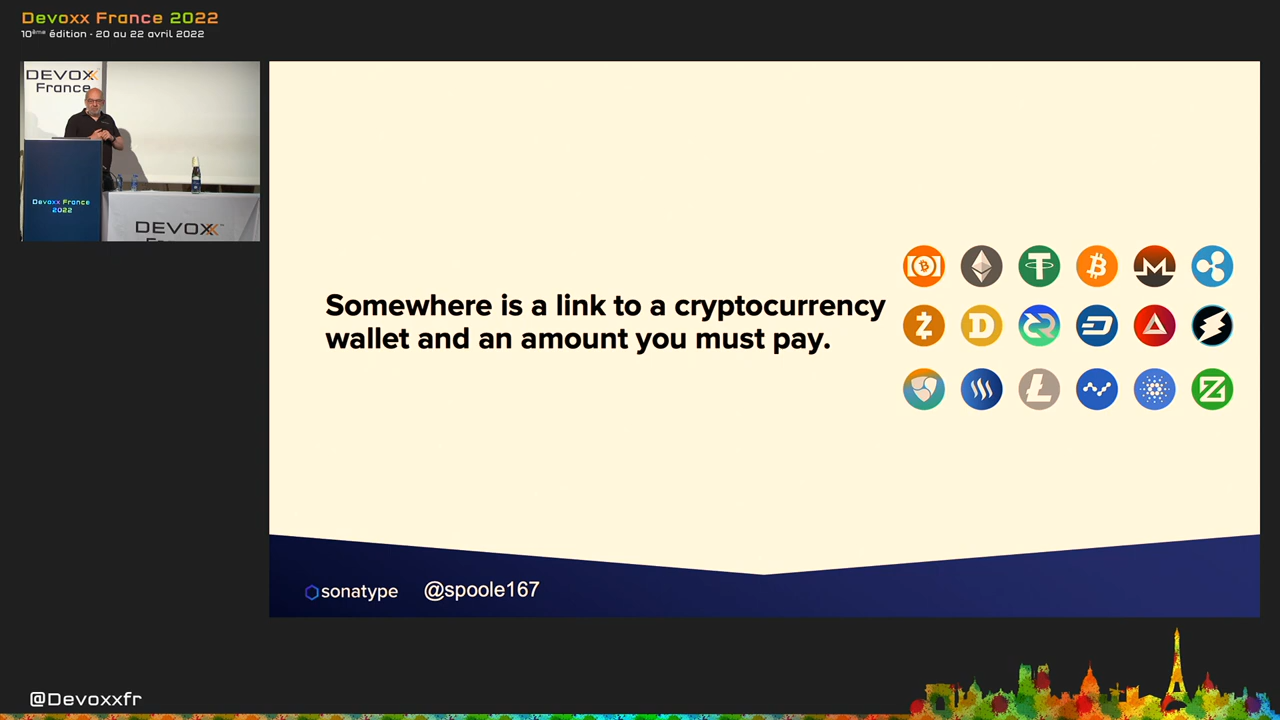 Devoxx France 2022
10ème édition · 20 au 22 avril 2022
DEVOXX
France
Devoxx France
2022
DEVOXX
Somewhere is a link to a cryptocurrency
wallet and an amount you must pay.
sonatype @spoole167
@Devoxxfr